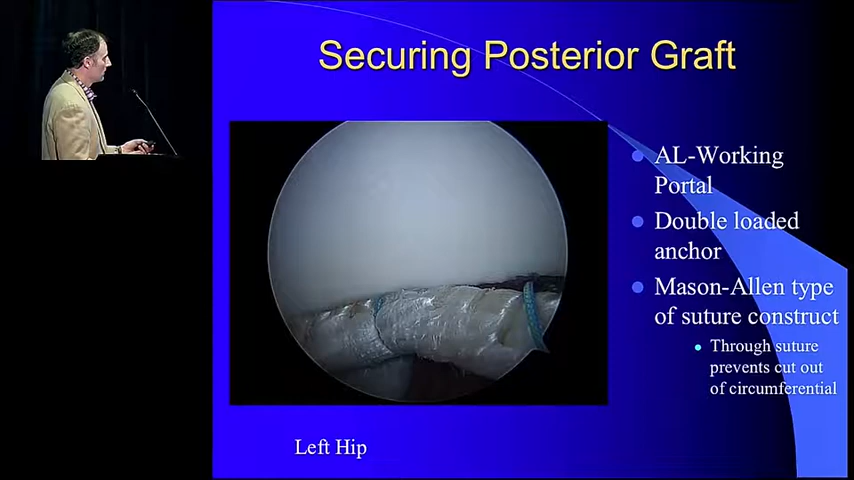 Securing Posterior Graft
AL-Working
Portal
Double loaded
anchor
Mason-Allen type
of suture construct
Through suture
prevents cut out
of circumferential
Left Hip